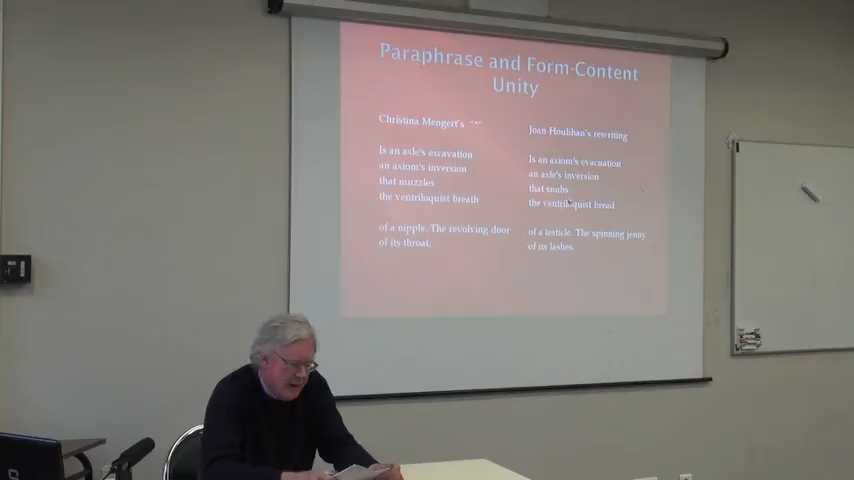 Paraphrase and Form-Content
Unity
Christina Mengert's "*"
Is an axle's excavation
an axiom's inversion
that muzzles
the ventriloquist breath
of a nipple. The revolving door
of its throat.
Joan Houlihan's rewriting
Is an axiom's evacuation
an axle's inversion
that snubs
the ventriloquist bread
of a testicle. The spinning jenny
of its lashes.